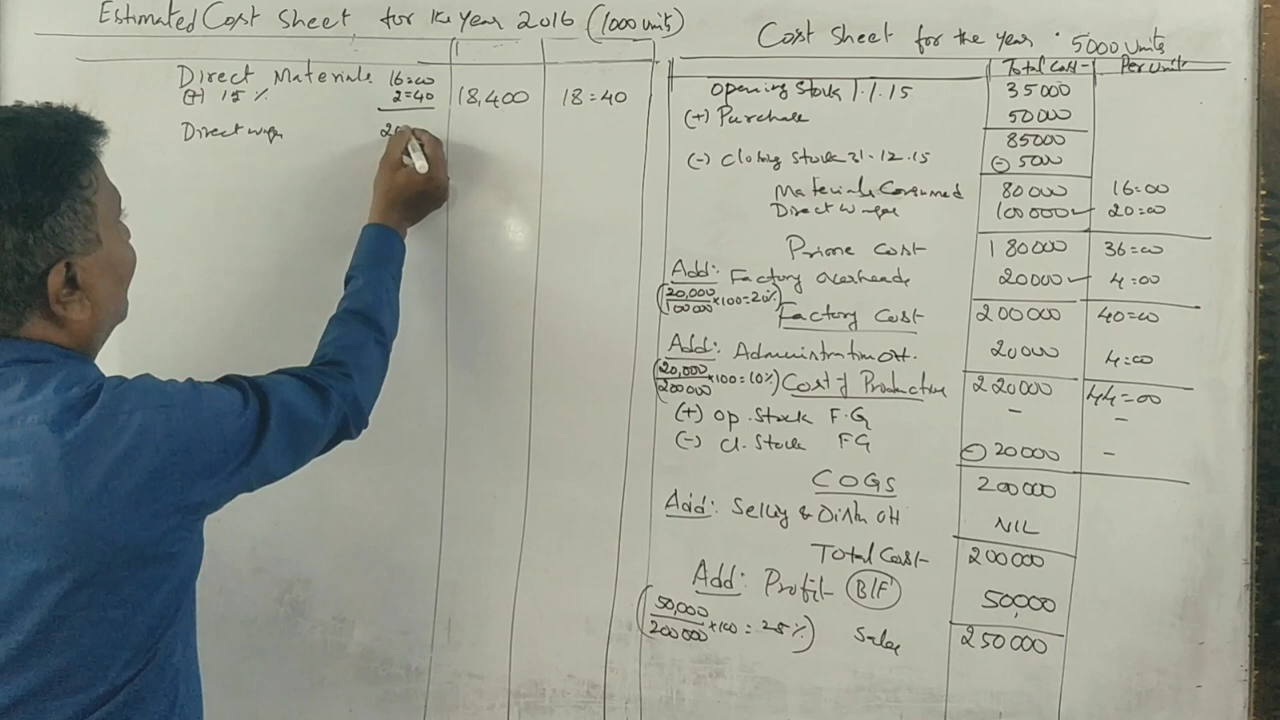 Estimated Cost Sheet for the Year 2016 (1000 units)
Direct Materials 16=00
(+) 15% 2=40 18,400 18=40
Direct wages 20
Cost Sheet for the year 5000 Units
Total Cost Per Unit
Opening Stock 1.1.15 35000
(+) Purchase 50000
85000
(-) Closing Stock 31.12.15 (-) 5000
Materials Consumed 80000 16=00
Direct wages 100000 20=00
Prime Cost 180000 36=00
Add: Factory Overheads 20000 4=00
(20,000/100000 ×100=20%)
Factory Cost 200000 40=00
Add: Administration OH. 20000 4=00
(20,000/200000 ×100=10%) Cost of Production 220000 44=00
(+) Op. Stock F.G - -
(-) Cl. Stock FG (-) 20000 -
COGS 200000
Add: Selling & Distn OH NIL
Total Cost 200000
Add: Profit B/F 50,000
(50,000/200000 ×100 = 25%) Sales 250000